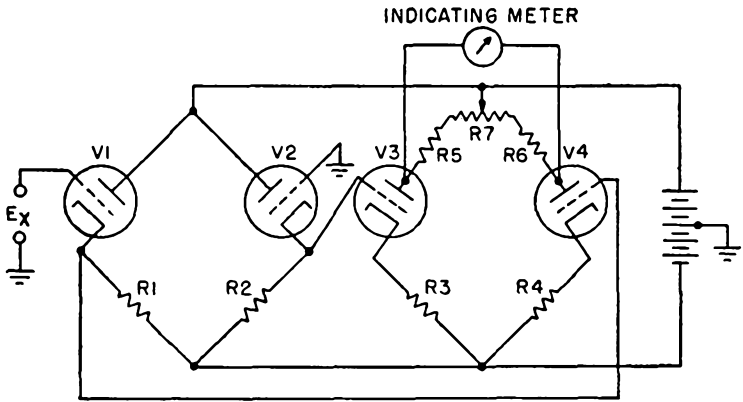 INDICATING METER
V1
V2
V3
R5
R7
R6
V4
EX
R1
R2
R3
R4